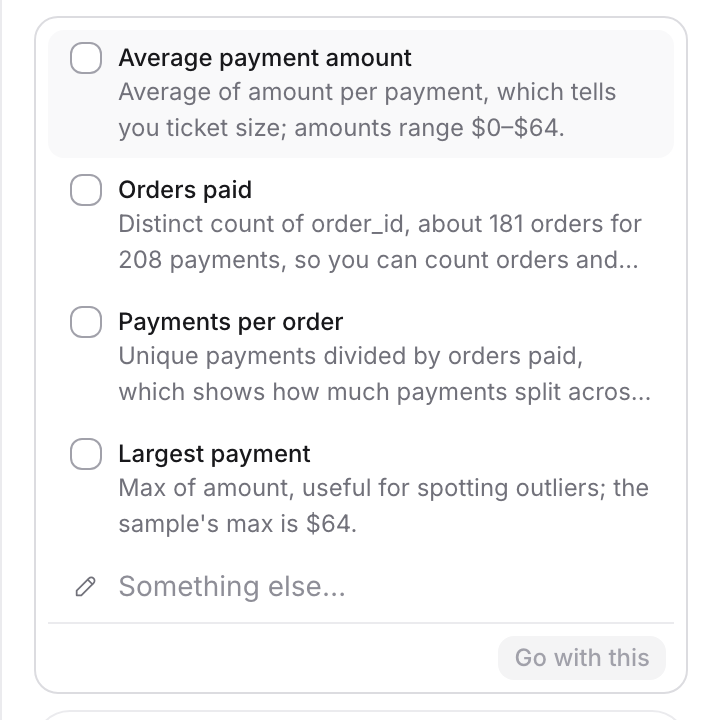 Average payment amount
Average of amount per payment, which tells
you ticket size; amounts range $0–$64.
Orders paid
Distinct count of order_id, about 181 orders for
208 payments, so you can count orders and...
Payments per order
Unique payments divided by orders paid,
which shows how much payments split acros...
Largest payment
Max of amount, useful for spotting outliers; the
sample's max is $64.
Something else...
Go with this